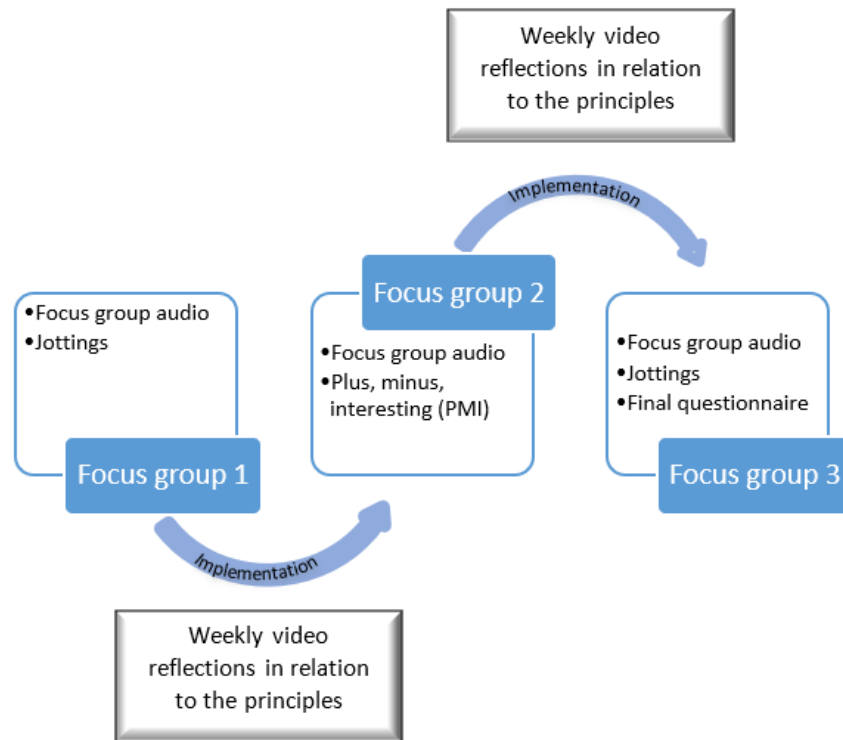 Weekly video
reflections in relation
to the principles
Implementation
•Focus group audio
•Jottings
Focus group 1
Implementation
Weekly video
reflections in relation
to the principles
Focus group 2
•Focus group audio
•Plus, minus,
interesting (PMI)
•Focus group audio
•Jottings
•Final questionnaire
Focus group 3